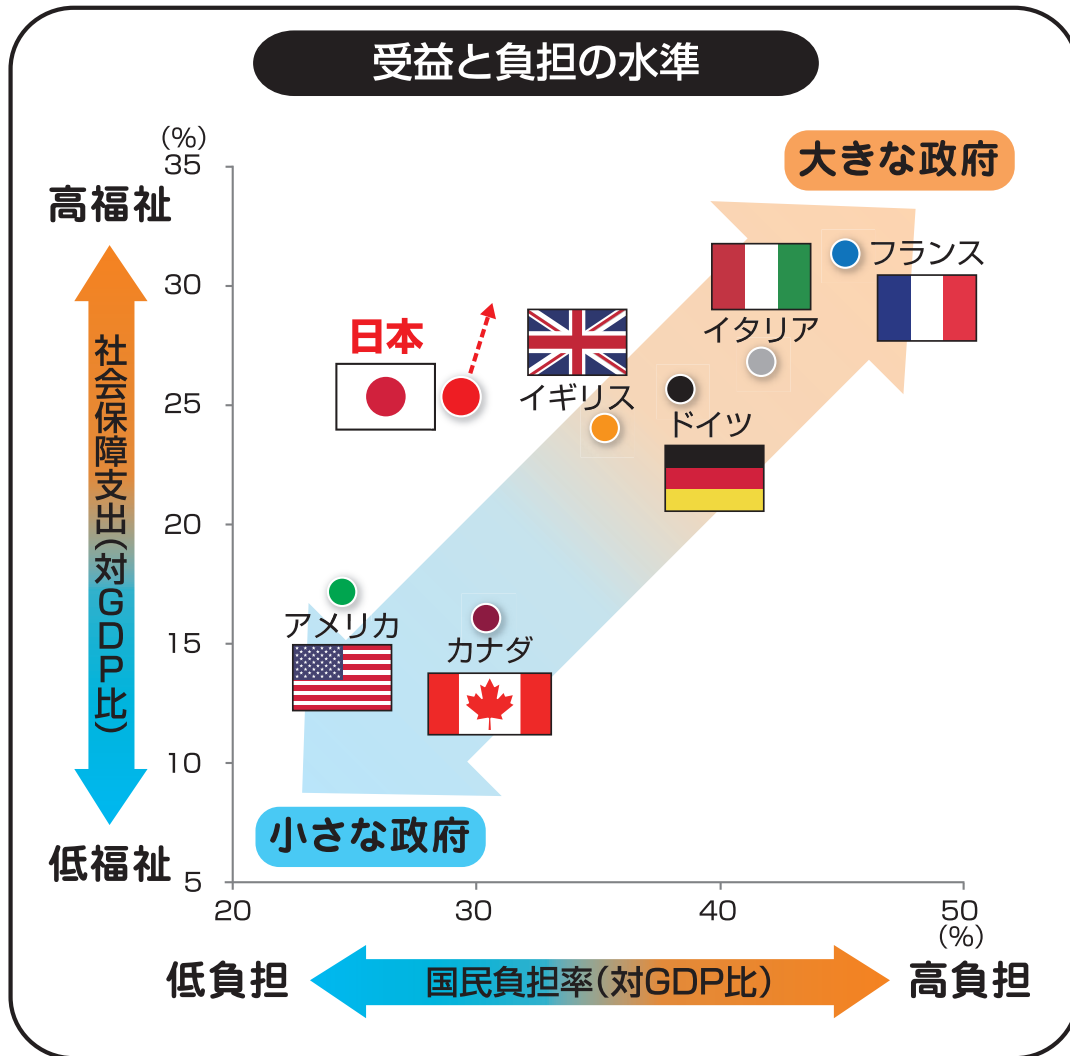 受益と負担の水準
(%)
35
大きな政府
高福祉
フランス
30
イタリア
日本
イギリス
25
ドイツ
社会保障支出(対GDP比)
20
アメリカ
15
カナダ
10
小さな政府
低福祉
5
20
30
40
50
(%)
低負担
国民負担率(対GDP比)
高負担